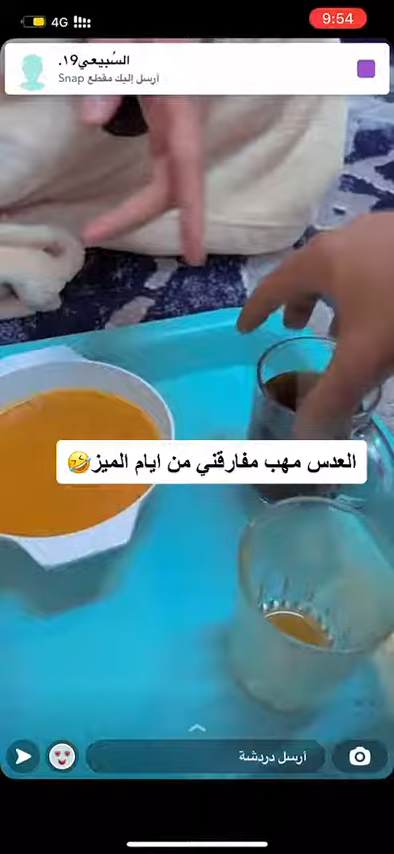 4G 9:54
السُبيعي١٩.
أرسل إليك مقطع Snap
العدس مهب مفارقني من ايام الميز🤣
أرسل دردشة